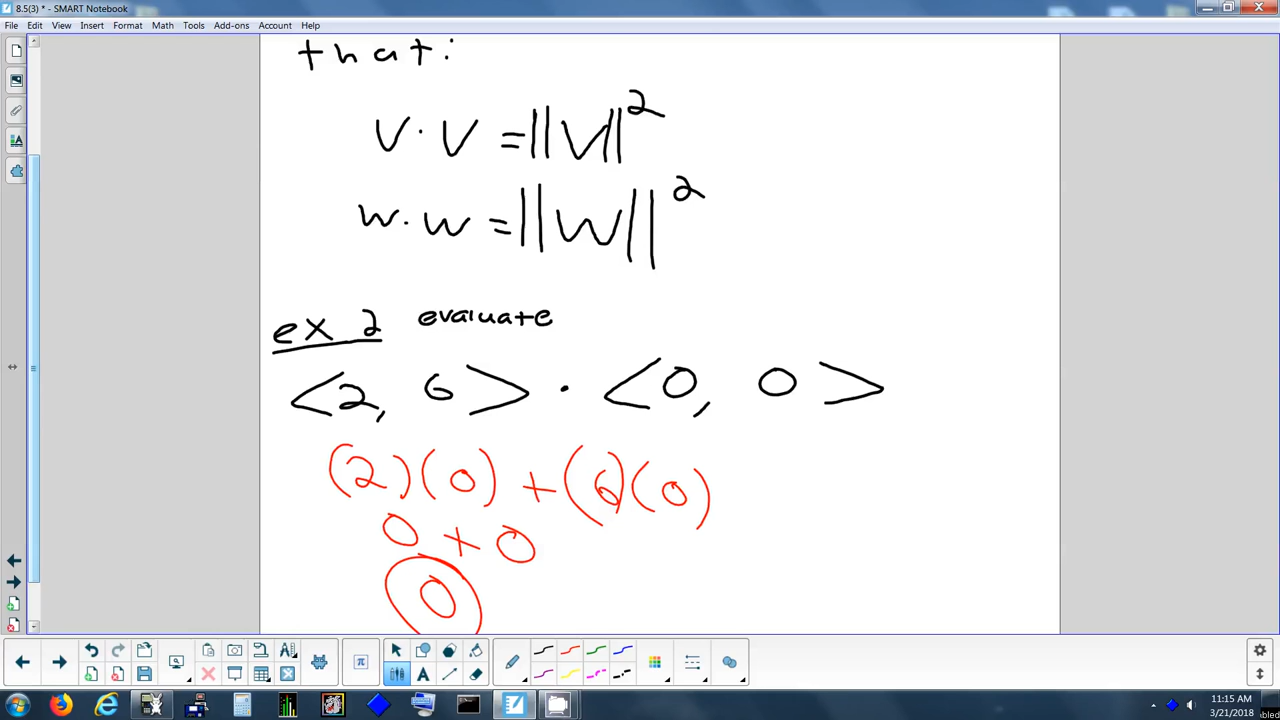 8.5(3) * - SMART Notebook
File Edit View Insert Format Math Tools Add-ons Account Help
that:
v · v = ||v||²
w · w = ||w||²
ex 2 evaluate
<2, 6> · <0, 0>
(2)(0) + (6)(0)
0 + 0
0
π
A
11:15 AM
3/21/2018